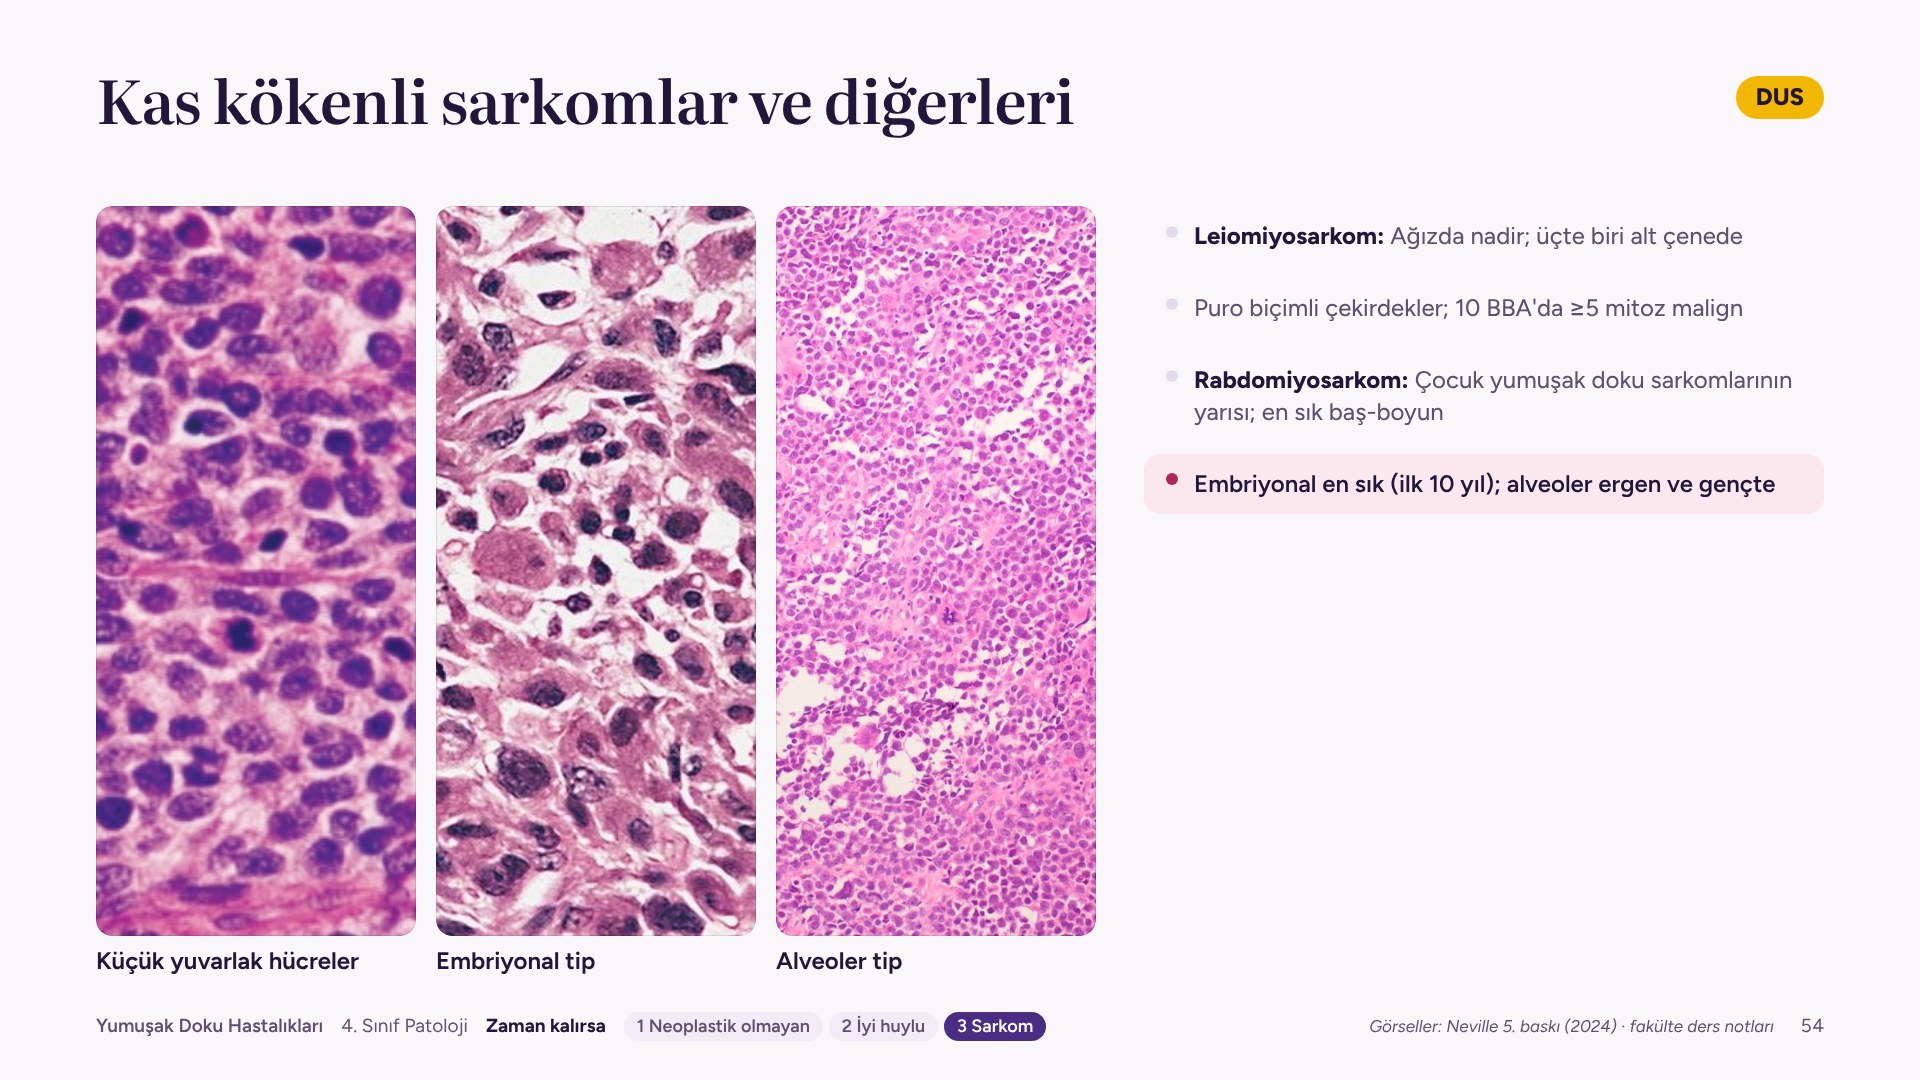 Kas kökenli sarkomlar ve diğerleri
DUS
Leiomiyosarkom: Ağızda nadir; üçte biri alt çenede
Puro biçimli çekirdekler; 10 BBA'da ≥5 mitoz malign
Rabdomiyosarkom: Çocuk yumuşak doku sarkomlarının
yarısı; en sık baş-boyun
Embriyonal en sık (ilk 10 yıl); alveoler ergen ve gençte
Küçük yuvarlak hücreler
Embriyonal tip
Alveoler tip
Yumuşak Doku Hastalıkları 4. Sınıf Patoloji Zaman kalırsa 1 Neoplastik olmayan 2 İyi huylu 3 Sarkom
Görseller: Neville 5. baskı (2024) · fakülte ders notları 54